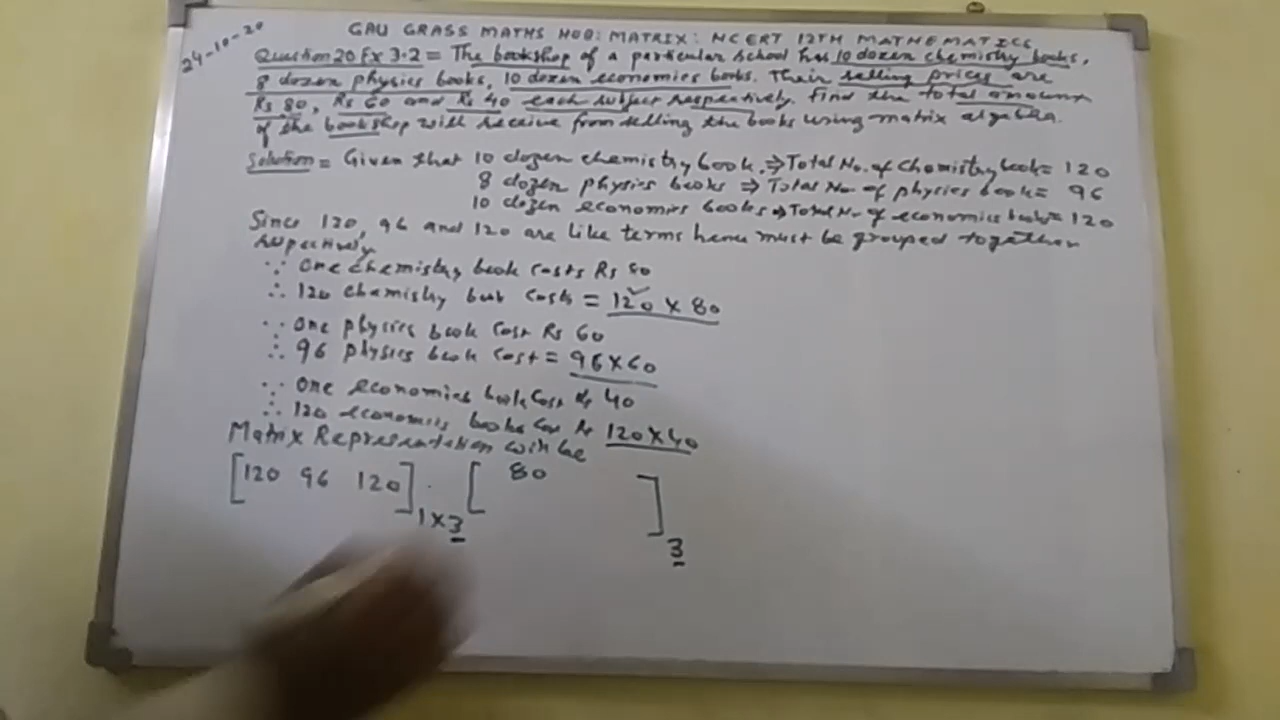 24-10-20
GAU GRASS MATHS HUB: MATRIX: NCERT 12TH MATHEMATICS
Question 20 Ex 3.2 = The bookshop of a particular school has 10 dozen chemistry books,
8 dozen physics books, 10 dozen economics books. Their selling prices are
Rs 80, Rs 60 and Rs 40 each subject respectively. Find the total amount
of the bookshop will receive from selling the books using matrix algebra.
Solution = Given that 10 dozen chemistry book. ⇒ Total No. of Chemistry book = 120
8 dozen physics books ⇒ Total No of physics book = 96
10 dozen economics books ⇒ Total No of economics book = 120
Since 120, 96 and 120 are like terms hence must be grouped together
respectively
∵ One chemistry book costs Rs 80
∴ 120 chemistry book costs = 120 × 80
∵ One physics book cost Rs 60
∴ 96 physics book cost = 96 × 60
∵ One economics book cost Rs 40
∴ 120 economics books cost Rs 120 × 40
Matrix Representation will be
[120 96 120] 1×3 . [80 ] 3